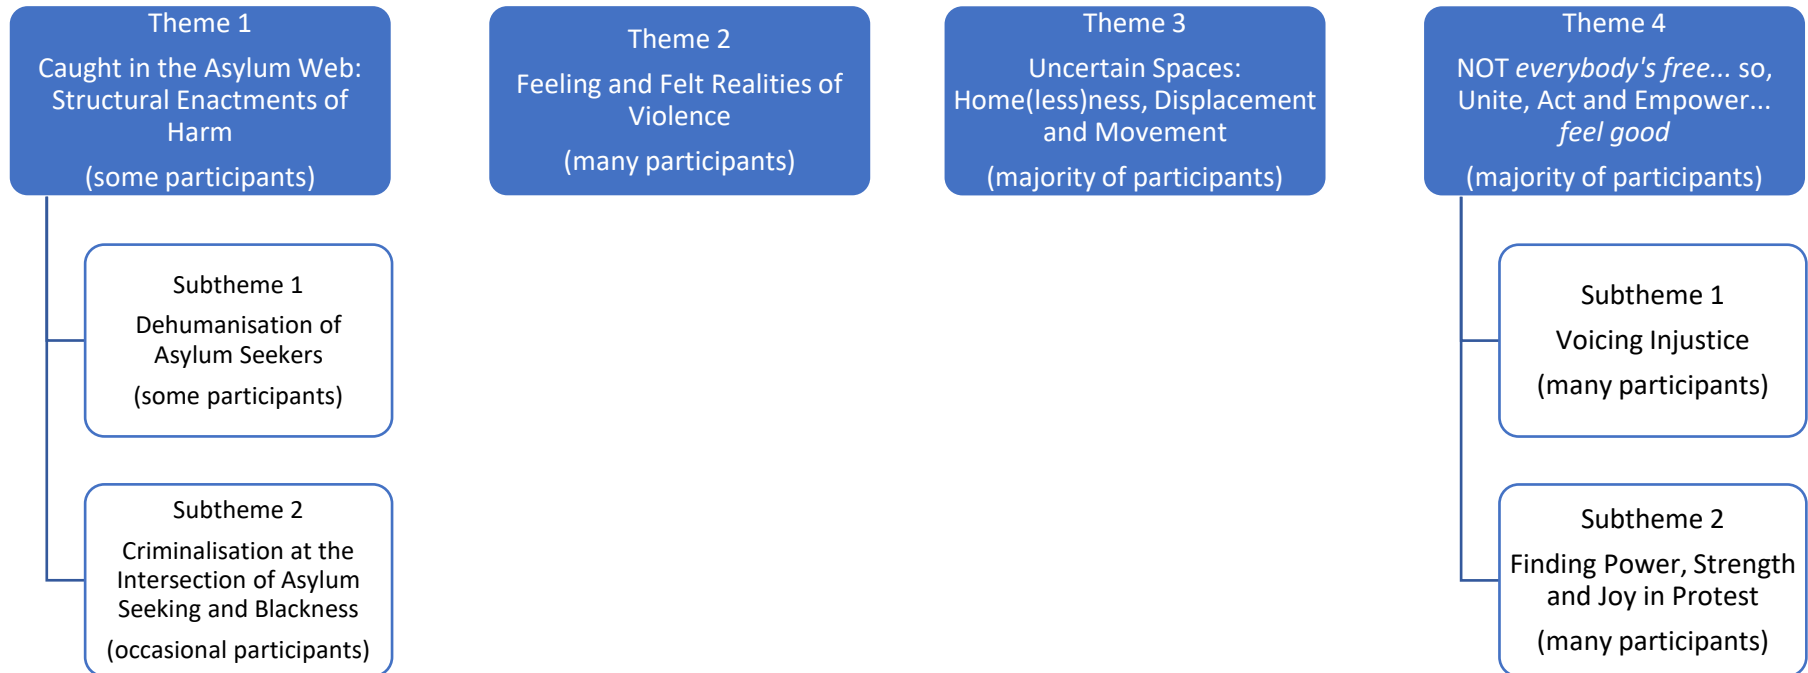 Theme 1
Caught in the Asylum Web:
Structural Enactments of
Harm
(some participants)
Theme 2
Feeling and Felt Realities of
Violence
(many participants)
Theme 3
Uncertain Spaces:
Home(less)ness, Displacement
and Movement
(majority of participants)
Theme 4
NOT everybody's free... so,
Unite, Act and Empower...
feel good
(majority of participants)
Subtheme 1
Dehumanisation of
Asylum Seekers
(some participants)
Subtheme 2
Criminalisation at the
Intersection of Asylum
Seeking and Blackness
(occasional participants)
Subtheme 1
Voicing Injustice
(many participants)
Subtheme 2
Finding Power, Strength
and Joy in Protest
(many participants)